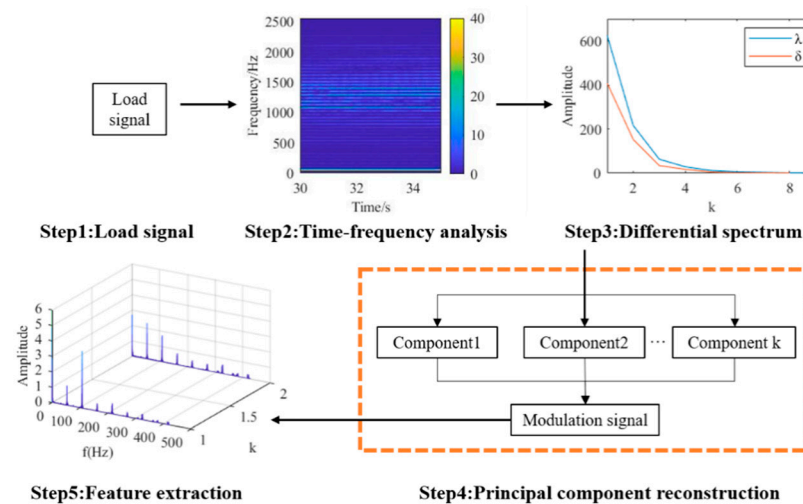 Load
signal
Frequency/Hz
2500
2000
1500
1000
500
0
30
32
34
Time/s
40
30
20
10
0
Amplitude
600
400
200
0
2
4
6
8
k
λ
δ
Step1:Load signal
Step2:Time-frequency analysis
Step3:Differential spectrum
Amplitude
6
5
4
3
2
1
0
100
200
300
400
500
f(Hz)
1
1.5
2
k
Component1
Component2
···
Component k
Modulation signal
Step5:Feature extraction
Step4:Principal component reconstruction